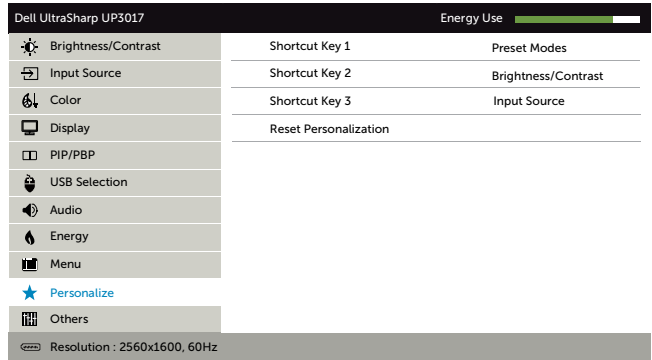 Dell UltraSharp UP3017 Energy Use
Brightness/Contrast Shortcut Key 1 Preset Modes
Input Source Shortcut Key 2 Brightness/Contrast
Color Shortcut Key 3 Input Source
Display Reset Personalization
PIP/PBP
USB Selection
Audio
Energy
Menu
Personalize
Others
Resolution : 2560x1600, 60Hz